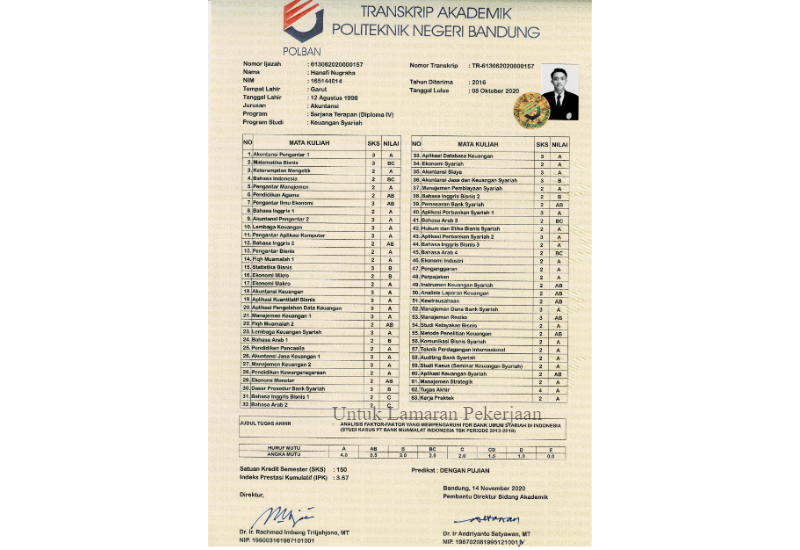 TRANSKRIP AKADEMIK
POLITEKNIK NEGERI BANDUNG
POLBAN
Nomor Ijazah : 613062020000157
Nama : Hanafi Nugraha
NIM : 165144014
Tempat Lahir : Garut
Tanggal Lahir : 12 Agustus 1998
Jurusan : Akuntansi
Program : Sarjana Terapan (Diploma IV)
Program Studi : Keuangan Syariah
Nomor Transkrip : TR-613062020000157
Tahun Diterima : 2016
Tanggal Lulus : 08 Oktober 2020
NO MATA KULIAH SKS NILAI
1. Akuntansi Pengantar 1 3 A
2. Matematika Bisnis 3 BC
3. Keterampilan Mengetik 2 A
4. Bahasa Indonesia 2 BC
5. Pengantar Manajemen 2 A
6. Pendidikan Agama 2 AB
7. Pengantar Ilmu Ekonomi 3 AB
8. Bahasa Inggris 1 2 A
9. Akuntansi Pengantar 2 3 A
10. Lembaga Keuangan 3 A
11. Pengantar Aplikasi Komputer 3 A
12. Bahasa Inggris 2 2 AB
13. Pengantar Bisnis 2 A
14. Fiqh Muamalah 1 2 A
15. Statistika Bisnis 3 B
16. Ekonomi Mikro 2 B
17. Ekonomi Makro 2 A
18. Akuntansi Keuangan 3 A
19. Aplikasi Kuantitatif Bisnis 3 A
20. Aplikasi Pengolahan Data Keuangan 3 A
21. Manajemen Keuangan 1 3 A
22. Fiqh Muamalah 2 2 AB
23. Lembaga Keuangan Syariah 3 A
24. Bahasa Arab 1 2 B
25. Pendidikan Pancasila 2 A
26. Akuntansi Jasa Keuangan 1 3 A
27. Manajemen Keuangan 2 3 A
28. Pendidikan Kewarganegaraan 2 A
29. Ekonomi Moneter 2 AB
30. Dasar Prosedur Bank Syariah 3 B
31. Bahasa Inggris Bisnis 1 2 C
32. Bahasa Arab 2 2 C
NO MATA KULIAH SKS NILAI
33. Aplikasi Database Keuangan 3 A
34. Ekonomi Syariah 2 A
35. Akuntansi Biaya 3 A
36. Akuntansi Jasa dan Keuangan Syariah 3 B
37. Manajemen Pembiayaan Syariah 2 A
38. Bahasa Inggris Bisnis 2 2 B
39. Pemasaran Bank Syariah 2 AB
40. Aplikasi Perbankan Syariah 1 3 A
41. Bahasa Arab 3 2 BC
42. Hukum dan Etika Bisnis Syariah 2 A
43. Aplikasi Perbankan Syariah 2 3 A
44. Bahasa Inggris Bisnis 3 2 A
45. Bahasa Arab 4 2 BC
46. Ekonomi Industri 2 A
47. Penganggaran 2 A
48. Perpajakan 2 A
49. Instrumen Keuangan Syariah 2 AB
50. Analisis Laporan Keuangan 2 AB
51. Kewirausahaan 2 AB
52. Manajemen Dana Bank Syariah 3 A
53. Manajemen Resiko 3 AB
54. Studi Kelayakan Bisnis 2 A
55. Metode Penelitian Keuangan 2 AB
56. Komunikasi Bisnis Syariah 2 A
57. Teknik Perdagangan Internasional 2 A
58. Auditing Bank Syariah 2 A
59. Studi Kasus (Seminar Keuangan Syariah) 2 A
60. Aplikasi Keuangan Syariah 2 AB
61. Manajemen Strategik 2 A
62. Tugas Akhir 4 A
63. Kerja Praktek 2 A
Untuk Lamaran Pekerjaan
JUDUL TUGAS AKHIR : ANALISIS FAKTOR-FAKTOR YANG MEMPENGARUHI FDR BANK UMUM SYARIAH DI INDONESIA
(STUDI KASUS PT BANK MUAMALAT INDONESIA TBK PERIODE 2012-2019)
HURUF MUTU A AB B BC C CD D E
ANGKA MUTU 4.0 3.5 3.0 2.5 2.0 1.5 1.0 0.0
Satuan Kredit Semester (SKS) : 150
Indeks Prestasi Kumulatif (IPK) : 3.67
Predikat : DENGAN PUJIAN
Bandung, 14 November 2020
Direktur,
Pembantu Direktur Bidang Akademik
Dr. Ir. Rachmad Imbang Tritjahjono, MT
NIP. 196003161987101001
Dr. Ir Andriyanto Setyawan, MT
NIP. 196702081995121001